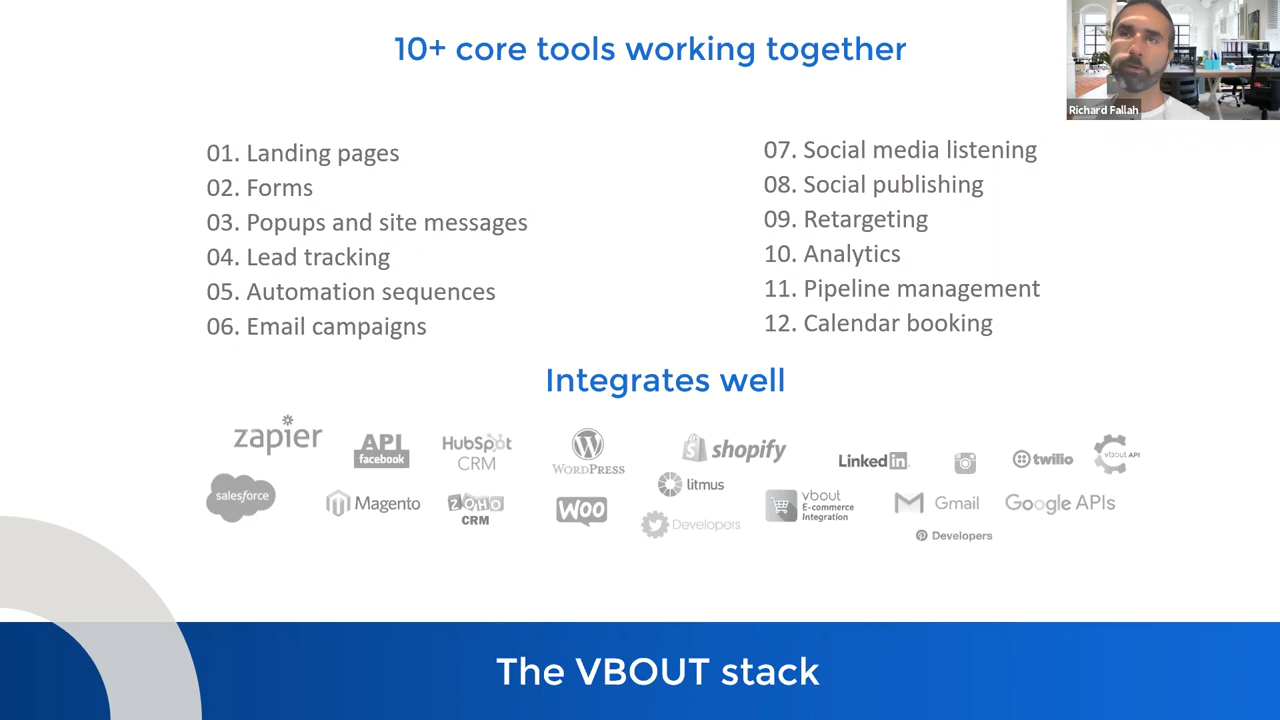 10+ core tools working together
Richard Fallah
01. Landing pages
02. Forms
03. Popups and site messages
04. Lead tracking
05. Automation sequences
06. Email campaigns
07. Social media listening
08. Social publishing
09. Retargeting
10. Analytics
11. Pipeline management
12. Calendar booking
Integrates well
zapier
API
facebook
HubSpot
CRM
WORDPRESS
shopify
LinkedIn
twilio
vbout API
salesforce
Magento
ZOHO
CRM
WOO
litmus
Developers
vbout
E-commerce
Integration
Gmail
Google APIs
Developers
The VBOUT stack